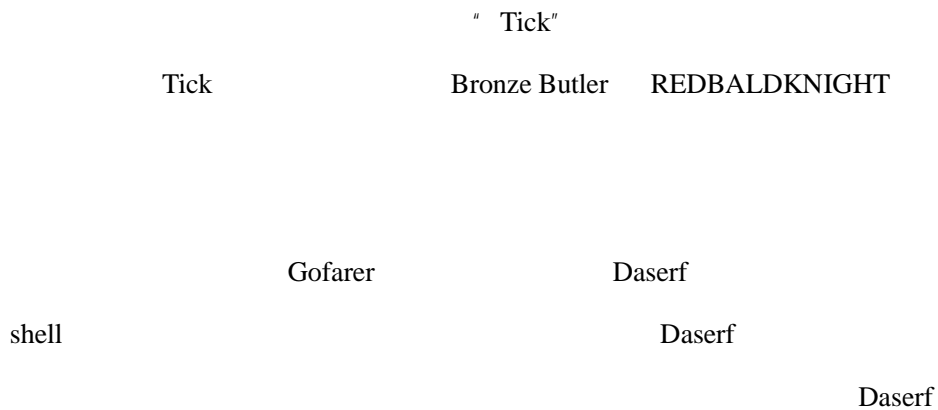 “ Tick”
Tick Bronze Butler REDBALDKNIGHT
Gofarer Daserf
shell Daserf
Daserf